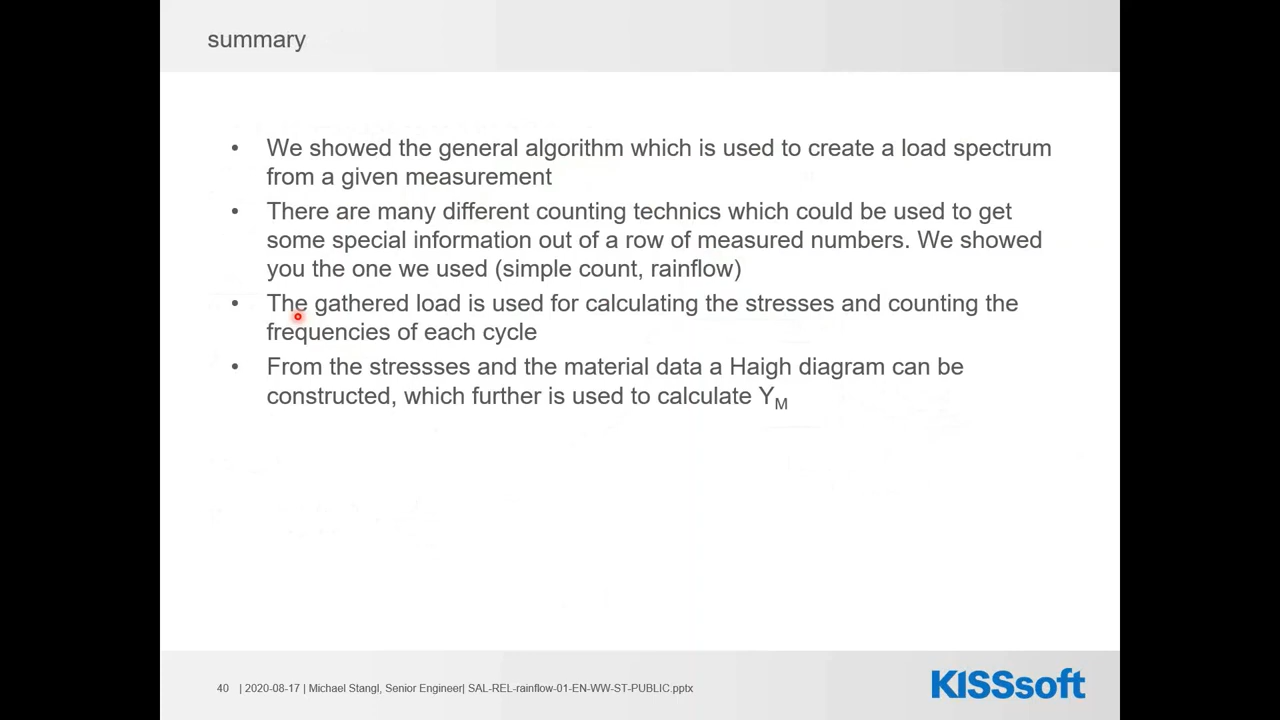 summary
• We showed the general algorithm which is used to create a load spectrum
from a given measurement
• There are many different counting technics which could be used to get
some special information out of a row of measured numbers. We showed
you the one we used (simple count, rainflow)
• The gathered load is used for calculating the stresses and counting the
frequencies of each cycle
• From the stressses and the material data a Haigh diagram can be
constructed, which further is used to calculate YM
40 | 2020-08-17 | Michael Stangl, Senior Engineer| SAL-REL-rainflow-01-EN-WW-ST-PUBLIC.pptx
KISSsoft